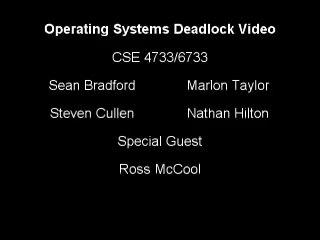 Operating Systems Deadlock Video
CSE 4733/6733
Sean Bradford Marlon Taylor
Steven Cullen Nathan Hilton
Special Guest
Ross McCool